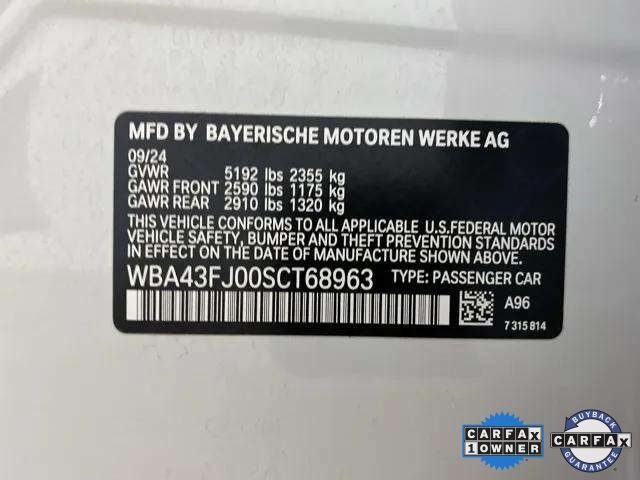 MFD BY BAYERISCHE MOTOREN WERKE AG
09/24
GVWR 5192 lbs 2355 kg
GAWR FRONT 2590 lbs 1175 kg
GAWR REAR 2910 lbs 1320 kg
THIS VEHICLE CONFORMS TO ALL APPLICABLE U.S.FEDERAL MOTOR
VEHICLE SAFETY, BUMPER AND THEFT PREVENTION STANDARDS
IN EFFECT ON THE DATE OF MANUFACTURE SHOWN ABOVE.
WBA43FJ00SCT68963 TYPE: PASSENGER CAR
A96
7 315 814
CARFAX
1 OWNER
BUYBACK
CARFAX
GUARANTEE